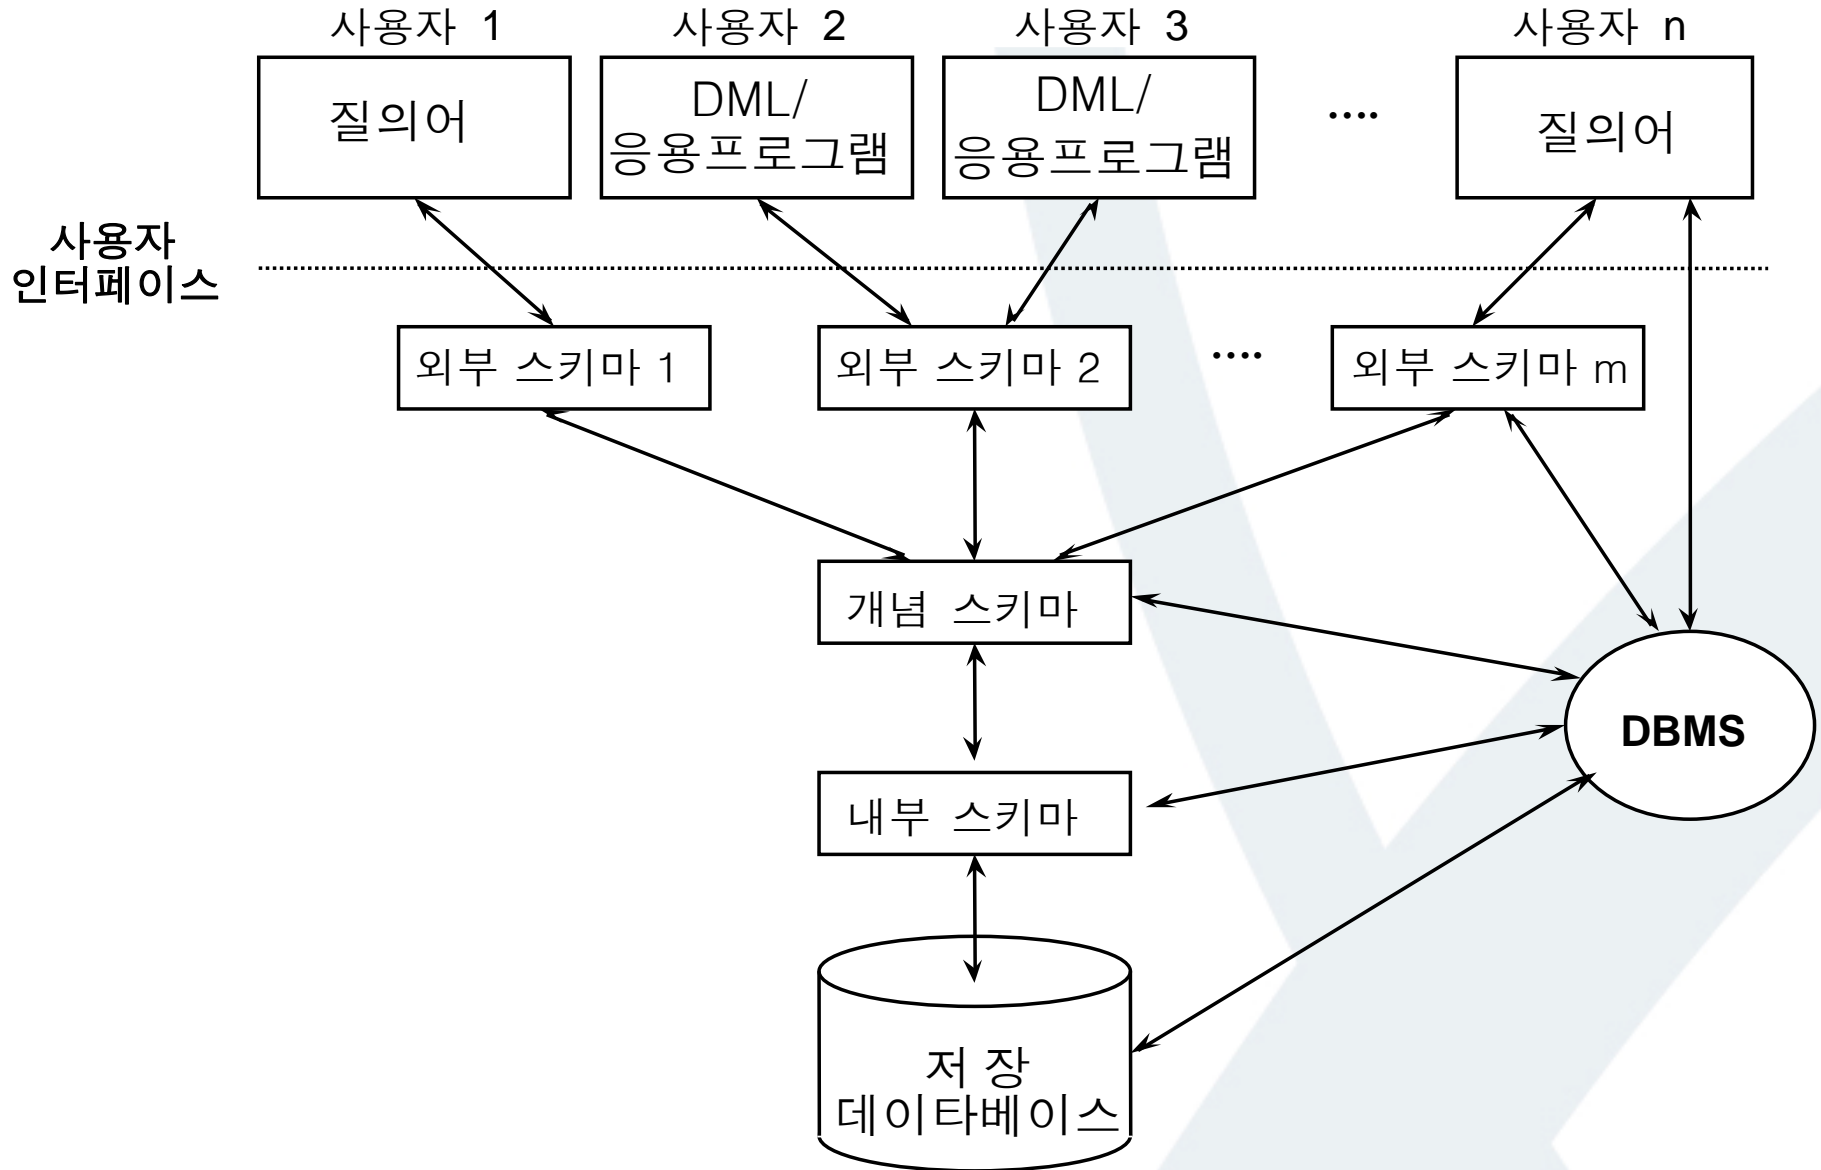 사용자 1
사용자 2
사용자 3
사용자 n
질의어
DML/
응용프로그램
DML/
응용프로그램
....
질의어
사용자
인터페이스
외부 스키마 1
외부 스키마 2
....
외부 스키마 m
개념 스키마
DBMS
내부 스키마
저 장
데이타베이스